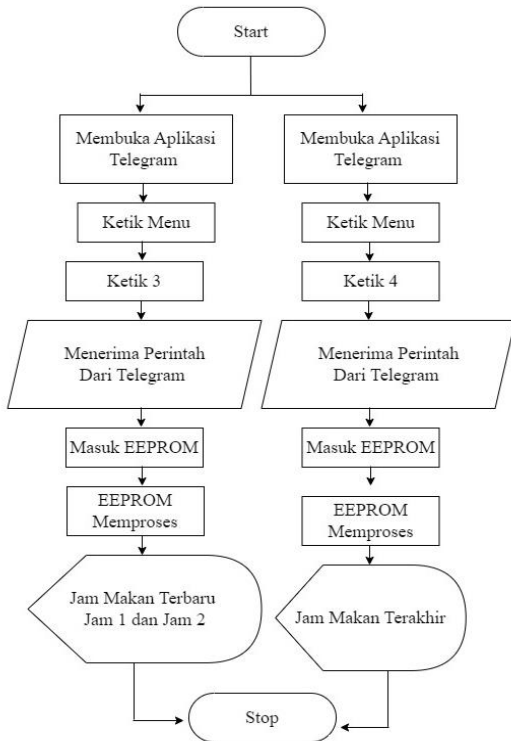 Start
Membuka Aplikasi
Telegram
Ketik Menu
Ketik 3
Menerima Perintah
Dari Telegram
Masuk EEPROM
EEPROM
Memproses
Jam Makan Terbaru
Jam 1 dan Jam 2
Membuka Aplikasi
Telegram
Ketik Menu
Ketik 4
Menerima Perintah
Dari Telegram
Masuk EEPROM
EEPROM
Memproses
Jam Makan Terakhir
Stop